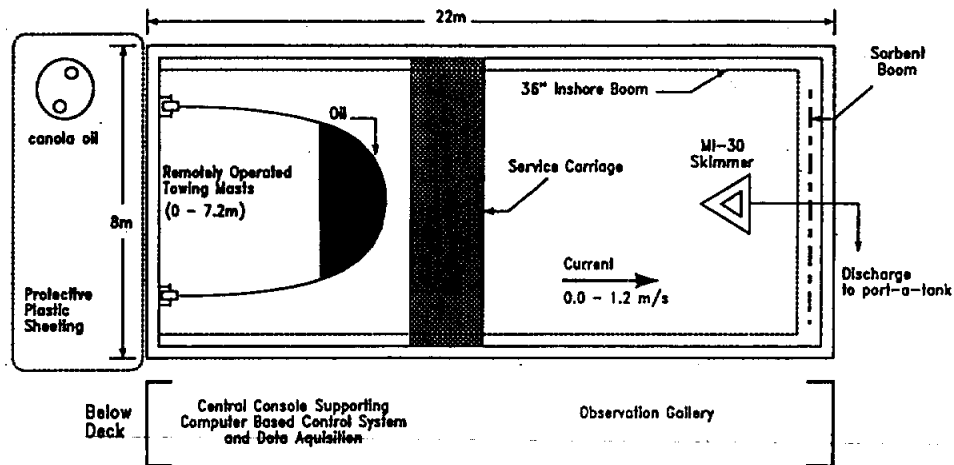 22m
Sorbent
Boom
36" Inshore Boom
canola oil
Oil
MI-30
Skimmer
Remotely Operated
Towing Masts
(0 - 7.2m)
Service Carriage
8m
Current
0.0 - 1.2 m/s
Discharge
to port-a-tank
Protective
Plastic
Sheeting
Below
Deck
Central Console Supporting
Computer Based Control System
and Data Aquisition
Observation Gallery